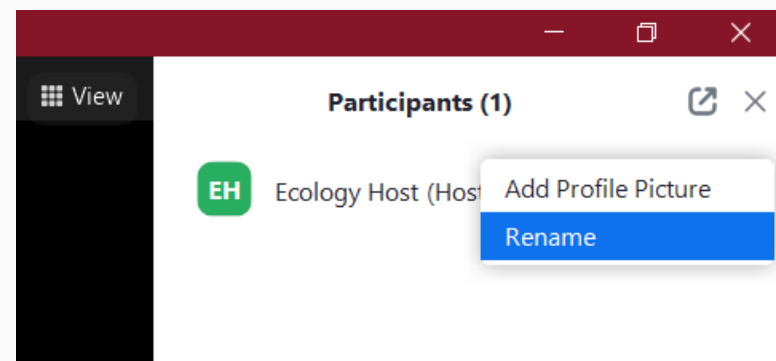 View
Participants (1)
EH
Ecology Host (Host
Add Profile Picture
Rename